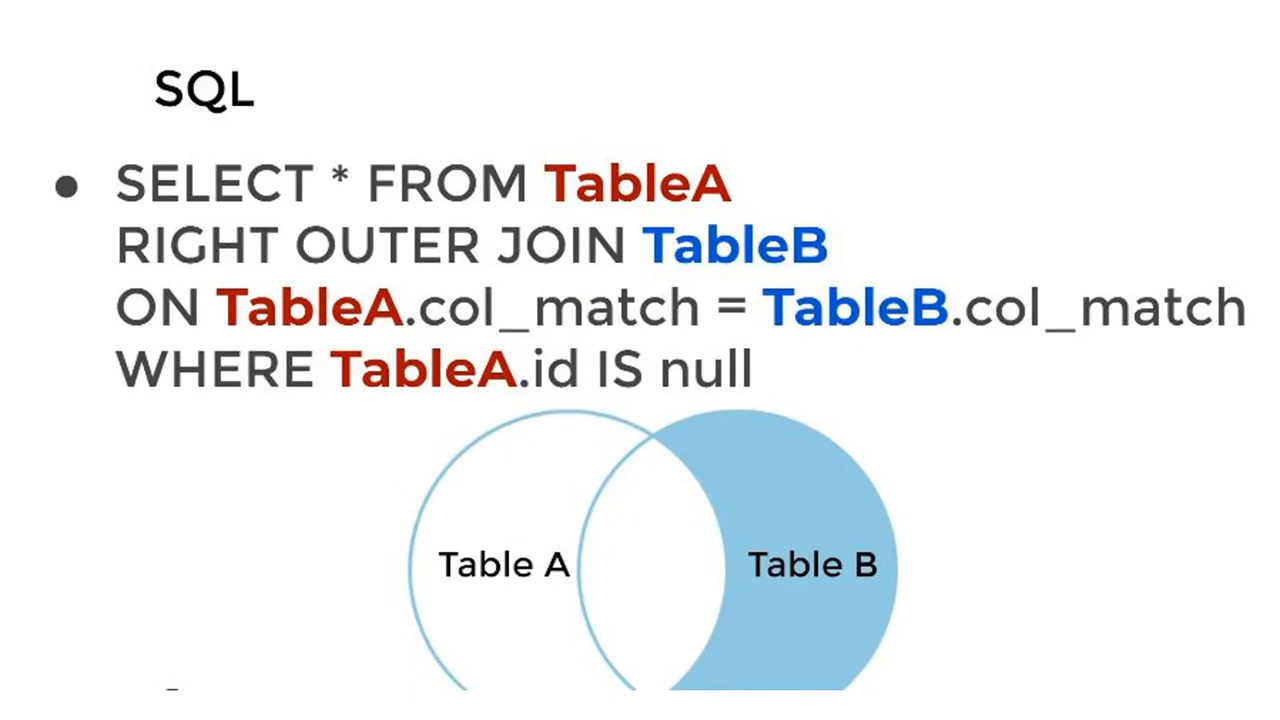 SQL
● SELECT * FROM TableA
RIGHT OUTER JOIN TableB
ON TableA.col_match = TableB.col_match
WHERE TableA.id IS null
Table A
Table B